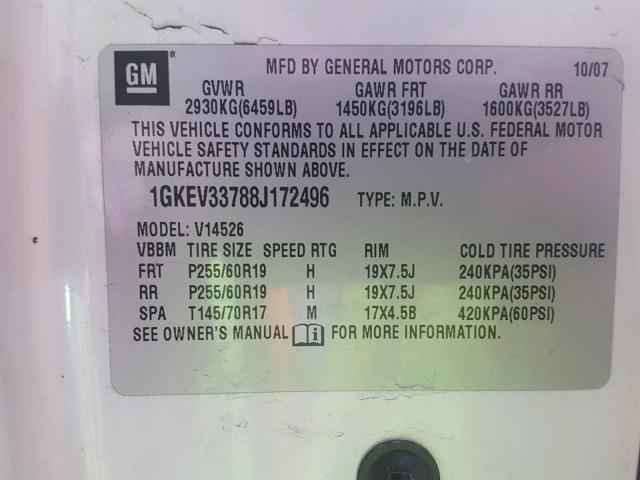 GM ® MFD BY GENERAL MOTORS CORP. 10/07
GVWR GAWR FRT GAWR RR
2930KG(6459LB) 1450KG(3196LB) 1600KG(3527LB)
THIS VEHICLE CONFORMS TO ALL APPLICABLE U.S. FEDERAL MOTOR
VEHICLE SAFETY STANDARDS IN EFFECT ON THE DATE OF
MANUFACTURE SHOWN ABOVE.
1GKEV33788J172496 TYPE: M.P.V.
MODEL: V14526
VBBM TIRE SIZE SPEED RTG RIM COLD TIRE PRESSURE
FRT P255/60R19 H 19X7.5J 240KPA(35PSI)
RR P255/60R19 H 19X7.5J 240KPA(35PSI)
SPA T145/70R17 M 17X4.5B 420KPA(60PSI)
SEE OWNER'S MANUAL i FOR MORE INFORMATION.